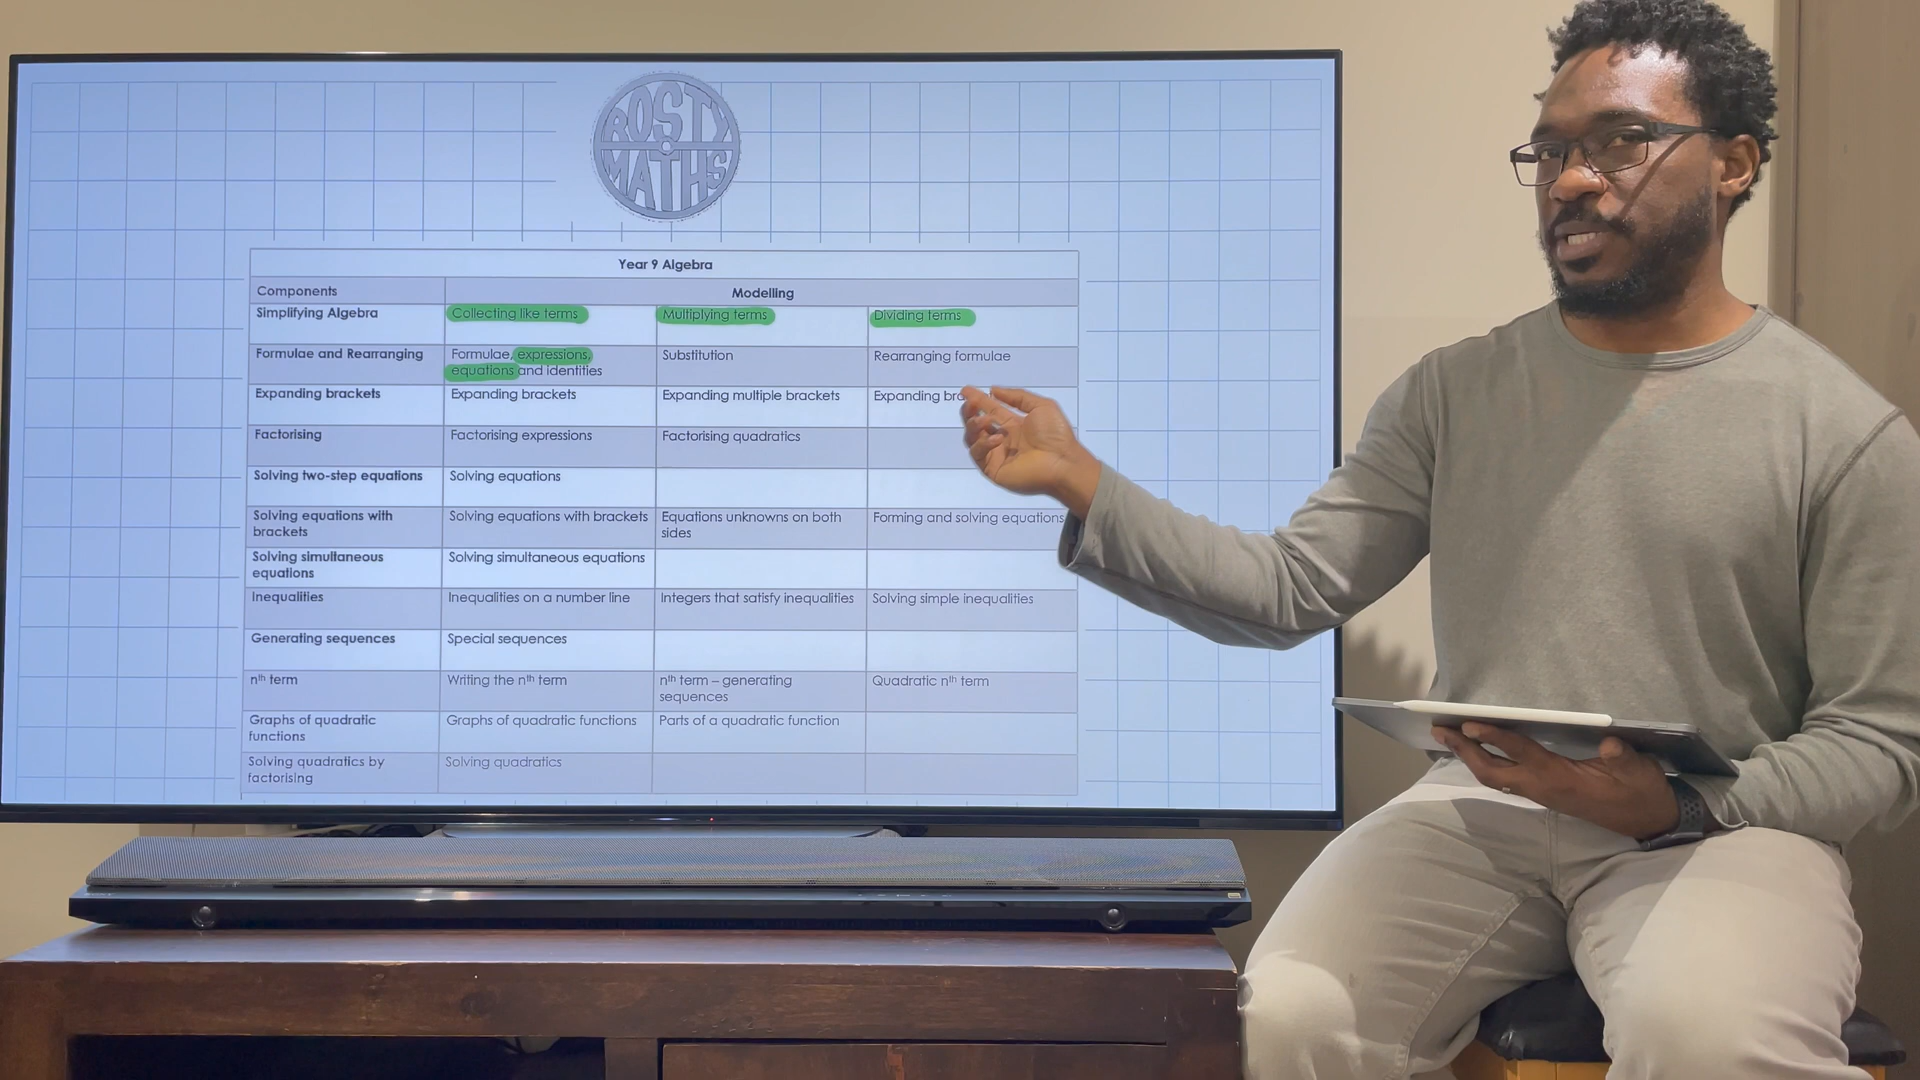 ROSTY
MATHS
Year 9 Algebra
Components
Modelling
Simplifying Algebra
Collecting like terms
Multiplying terms
Dividing terms
Formulae and Rearranging
Formulae, expressions,
equations and identities
Substitution
Rearranging formulae
Expanding brackets
Expanding brackets
Expanding multiple brackets
Expanding
Factorising
Factorising expressions
Factorising quadratics
Solving two-step equations
Solving equations
Solving equations with
brackets
Solving equations with brackets
Equations unknowns on both
sides
Forming and solving equations
Solving simultaneous
equations
Solving simultaneous equations
Inequalities
Inequalities on a number line
Integers that satisfy inequalities
Solving simple inequalities
Generating sequences
Special sequences
nth term
Writing the nth term
nth term – generating
sequences
Quadratic nth term
Graphs of quadratic
functions
Graphs of quadratic functions
Parts of a quadratic function
Solving quadratics by
factorising
Solving quadratics